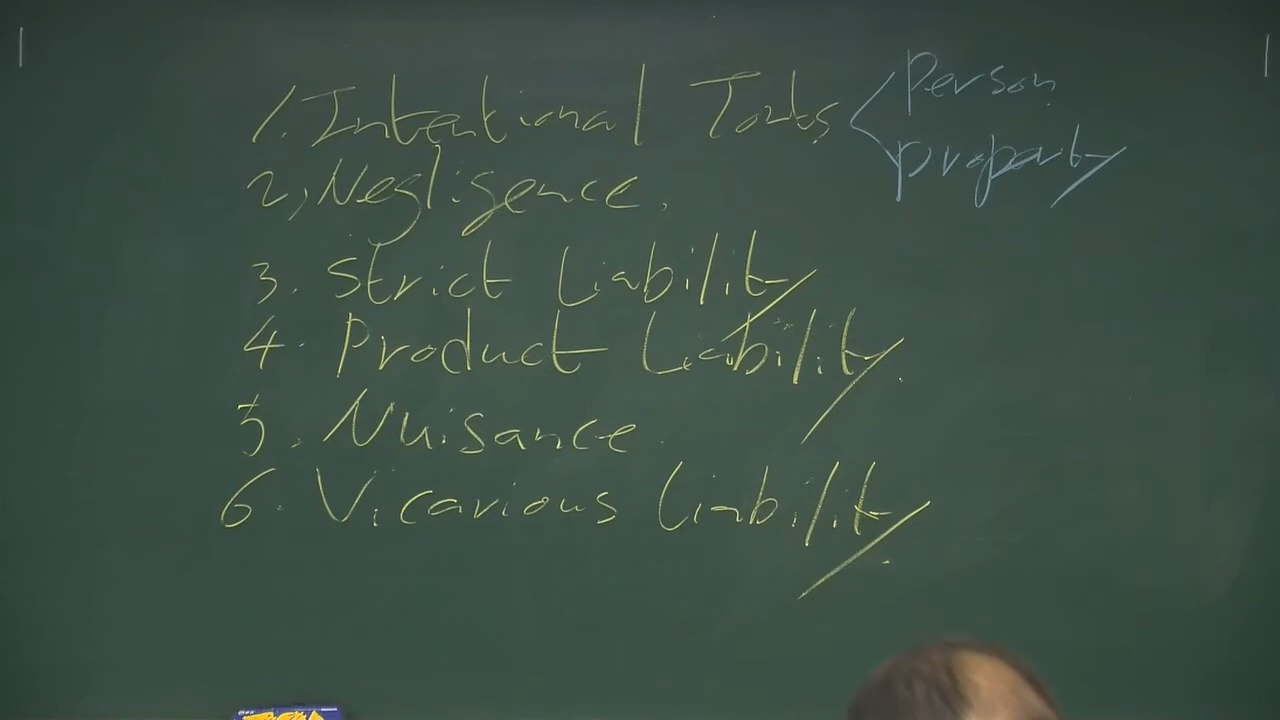 1. Intentional Torts < Person
property
2, Negligence.
3. Strict Liability
4. Product Liability.
5. Nuisance.
6. Vicarious Liability.